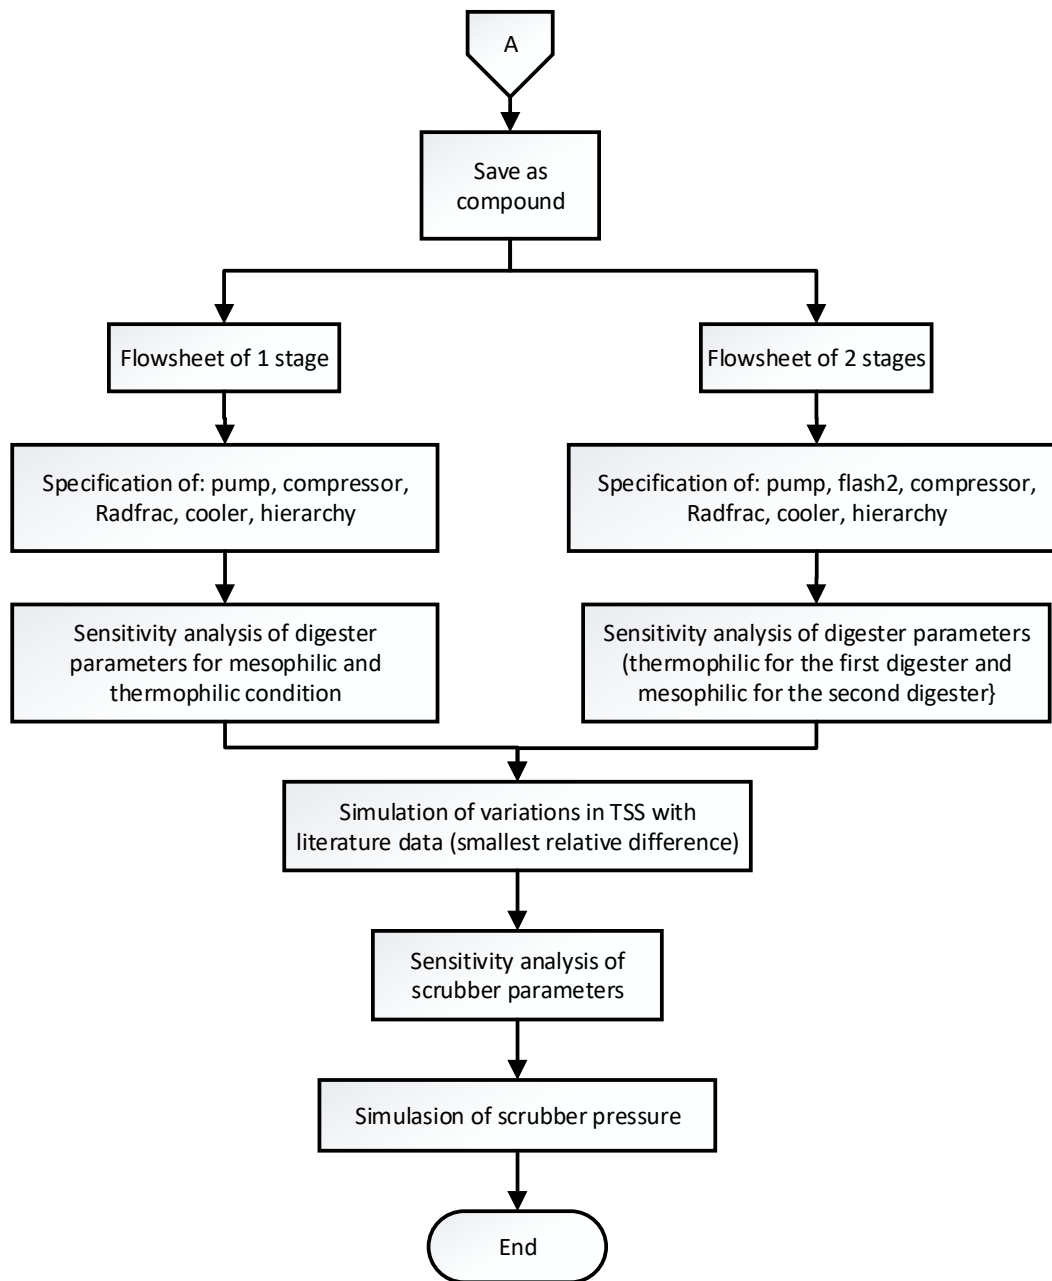 A
Save as
compound
Flowsheet of 1 stage
Flowsheet of 2 stages
Specification of: pump, compressor,
Radfrac, cooler, hierarchy
Specification of: pump, flash2, compressor,
Radfrac, cooler, hierarchy
Sensitivity analysis of digester
parameters for mesophilic and
thermophilic condition
Sensitivity analysis of digester parameters
(thermophilic for the first digester and
mesophilic for the second digester}
Simulation of variations in TSS with
literature data (smallest relative difference)
Sensitivity analysis of
scrubber parameters
Simulasion of scrubber pressure
End